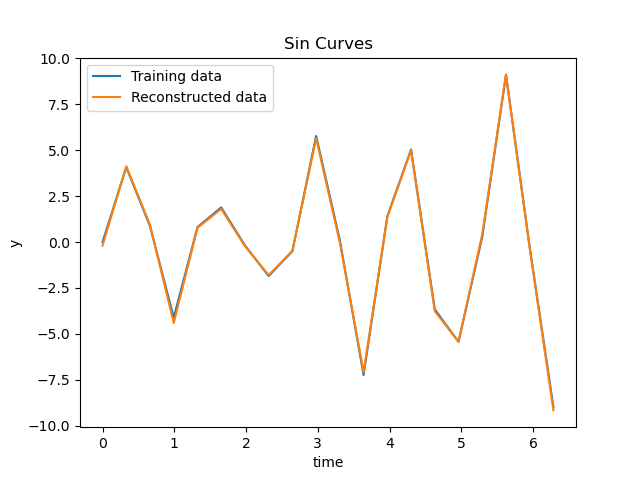 Sin Curves
Training data
Reconstructed data
10.0
7.5
5.0
2.5
0.0
−2.5
−5.0
−7.5
−10.0
y
0 1 2 3 4 5 6
time